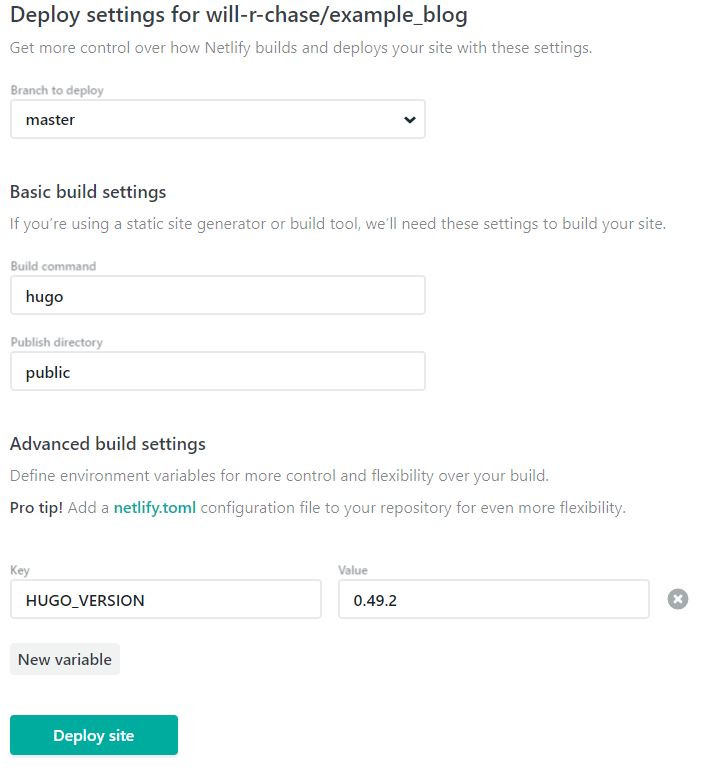 Deploy settings for will-r-chase/example_blog
Get more control over how Netlify builds and deploys your site with these settings.
Branch to deploy
master
Basic build settings
If you're using a static site generator or build tool, we'll need these settings to build your site.
Build command
hugo
Publish directory
public
Advanced build settings
Define environment variables for more control and flexibility over your build.
Pro tip! Add a netlify.toml configuration file to your repository for even more flexibility.
Key Value
HUGO_VERSION 0.49.2
New variable
Deploy site